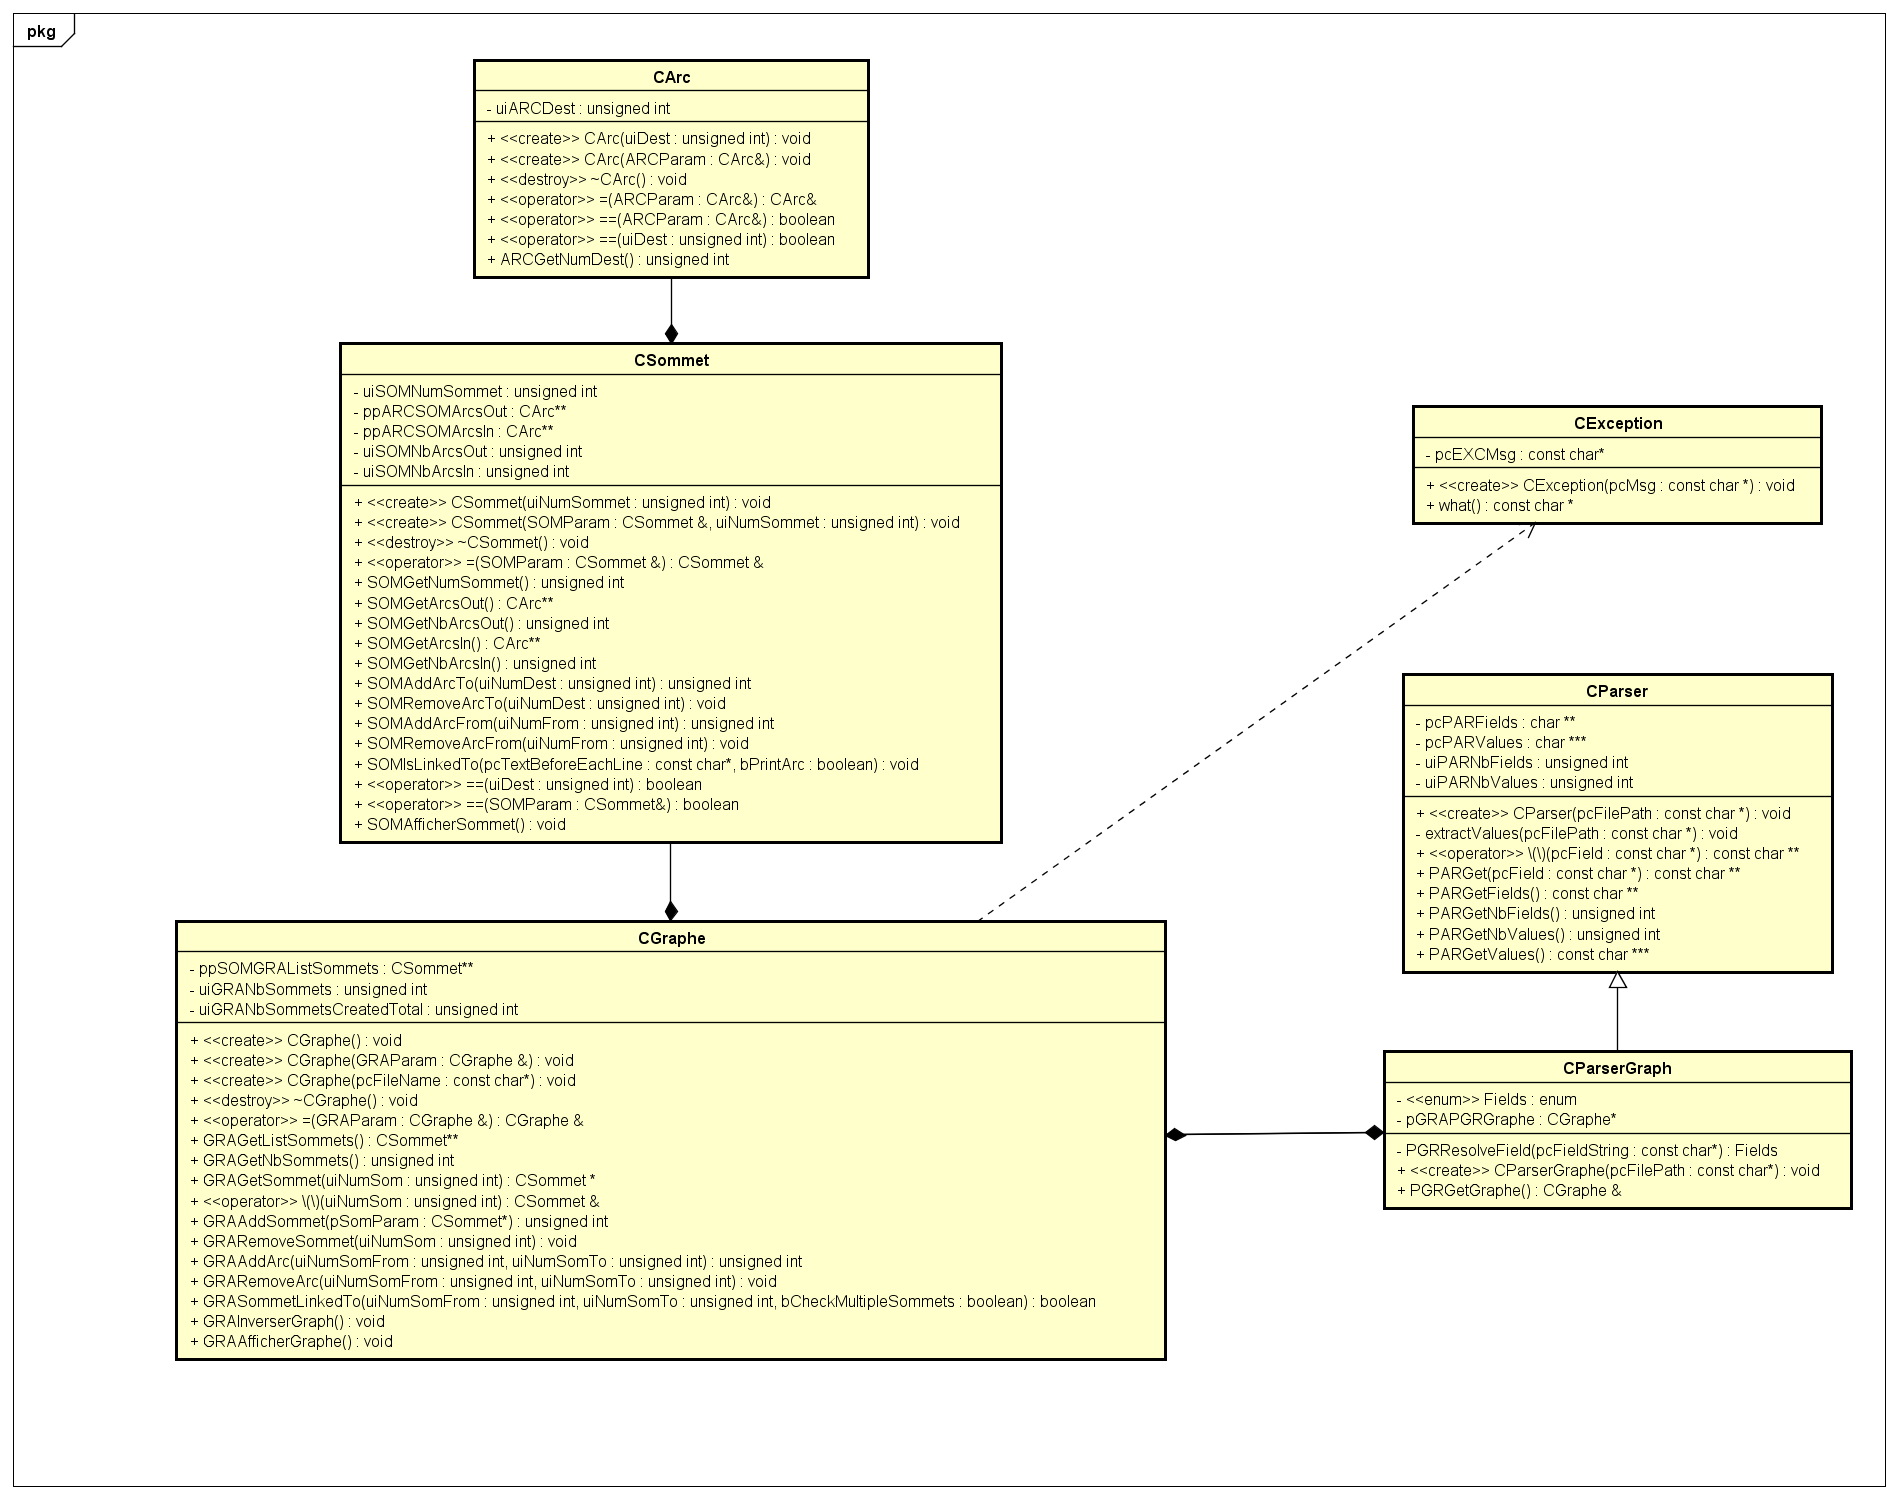 pkg
CArc
- uiARCDest : unsigned int
+ <<create>> CArc(uiDest : unsigned int) : void
+ <<create>> CArc(ARCParam : CArc&) : void
+ <<destroy>> ~CArc() : void
+ <<operator>> =(ARCParam : CArc&) : CArc&
+ <<operator>> ==(ARCParam : CArc&) : boolean
+ <<operator>> ==(uiDest : unsigned int) : boolean
+ ARCGetNumDest() : unsigned int
CSommet
- uiSOMNumSommet : unsigned int
- ppARCSOMArcsOut : CArc**
- ppARCSOMArcsIn : CArc**
- uiSOMNbArcsOut : unsigned int
- uiSOMNbArcsIn : unsigned int
+ <<create>> CSommet(uiNumSommet : unsigned int) : void
+ <<create>> CSommet(SOMParam : CSommet &, uiNumSommet : unsigned int) : void
+ <<destroy>> ~CSommet() : void
+ <<operator>> =(SOMParam : CSommet &) : CSommet &
+ SOMGetNumSommet() : unsigned int
+ SOMGetArcsOut() : CArc**
+ SOMGetNbArcsOut() : unsigned int
+ SOMGetArcsIn() : CArc**
+ SOMGetNbArcsIn() : unsigned int
+ SOMAddArcTo(uiNumDest : unsigned int) : unsigned int
+ SOMRemoveArcTo(uiNumDest : unsigned int) : void
+ SOMAddArcFrom(uiNumFrom : unsigned int) : unsigned int
+ SOMRemoveArcFrom(uiNumFrom : unsigned int) : void
+ SOMIsLinkedTo(pcTextBeforeEachLine : const char*, bPrintArc : boolean) : void
+ <<operator>> ==(uiDest : unsigned int) : boolean
+ <<operator>> ==(SOMParam : CSommet&) : boolean
+ SOMAfficherSommet() : void
CException
- pcEXCMsg : const char*
+ <<create>> CException(pcMsg : const char *) : void
+ what() : const char *
CParser
- pcPARFields : char **
- pcPARValues : char ***
- uiPARNbFields : unsigned int
- uiPARNbValues : unsigned int
+ <<create>> CParser(pcFilePath : const char *) : void
- extractValues(pcFilePath : const char *) : void
+ <<operator>> \(\)(pcField : const char *) : const char **
+ PARGet(pcField : const char *) : const char **
+ PARGetFields() : const char **
+ PARGetNbFields() : unsigned int
+ PARGetNbValues() : unsigned int
+ PARGetValues() : const char ***
CGraphe
- ppSOMGRAListSommets : CSommet**
- uiGRANbSommets : unsigned int
- uiGRANbSommetsCreatedTotal : unsigned int
+ <<create>> CGraphe() : void
+ <<create>> CGraphe(GRAParam : CGraphe &) : void
+ <<create>> CGraphe(pcFileName : const char*) : void
+ <<destroy>> ~CGraphe() : void
+ <<operator>> =(GRAParam : CGraphe &) : CGraphe &
+ GRAGetListSommets() : CSommet**
+ GRAGetNbSommets() : unsigned int
+ GRAGetSommet(uiNumSom : unsigned int) : CSommet *
+ <<operator>> \(\)(uiNumSom : unsigned int) : CSommet &
+ GRAAddSommet(pSomParam : CSommet*) : unsigned int
+ GRARemoveSommet(uiNumSom : unsigned int) : void
+ GRAAddArc(uiNumSomFrom : unsigned int, uiNumSomTo : unsigned int) : unsigned int
+ GRARemoveArc(uiNumSomFrom : unsigned int, uiNumSomTo : unsigned int) : void
+ GRASommetLinkedTo(uiNumSomFrom : unsigned int, uiNumSomTo : unsigned int, bCheckMultipleSommets : boolean) : boolean
+ GRAInverserGraph() : void
+ GRAAfficherGraphe() : void
CParserGraph
- <<enum>> Fields : enum
- pGRAPGRGraphe : CGraphe*
- PGRResolveField(pcFieldString : const char*) : Fields
+ <<create>> CParserGraphe(pcFilePath : const char*) : void
+ PGRGetGraphe() : CGraphe &